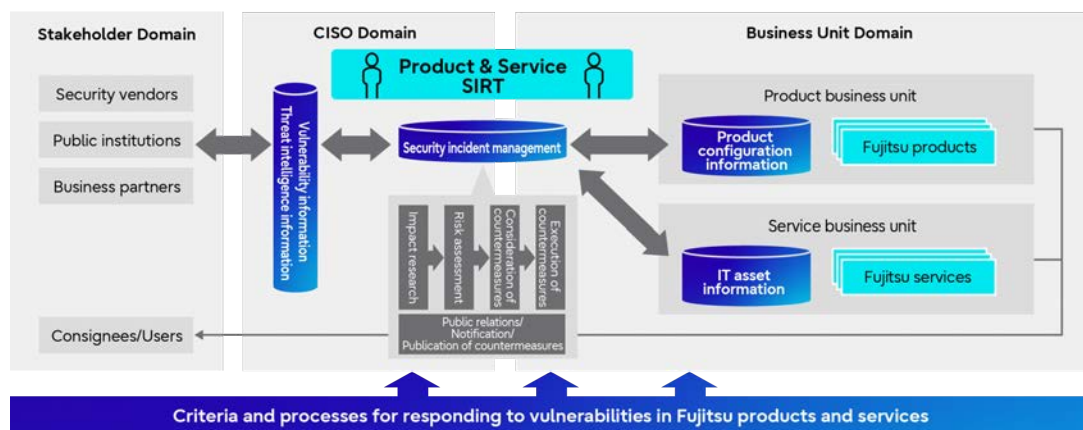 Stakeholder Domain
Security vendors
Public institutions
Business partners
Consignees/Users
CISO Domain
Product & Service
SIRT
Vulnerability information
Threat intelligence information
Security incident management
Impact research
Risk assessment
Consideration of
countermeasures
Execution of
countermeasures
Public relations/
Notification/
Publication of countermeasures
Business Unit Domain
Product business unit
Product
configuration
information
Fujitsu products
Service business unit
IT asset
information
Fujitsu services
Criteria and processes for responding to vulnerabilities in Fujitsu products and services